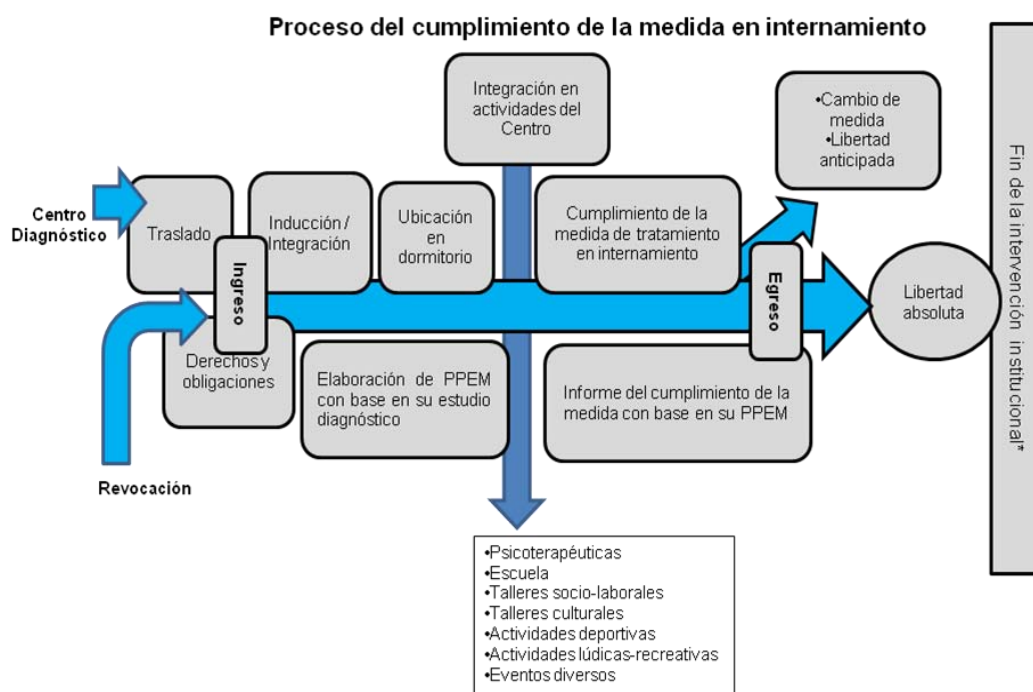 Proceso del cumplimiento de la medida en internamiento
Integración en
actividades del
Centro
•Cambio de
medida
•Libertad
anticipada
Fin de la intervención institucional*
Centro
Diagnóstico
Traslado
Ingreso
Inducción /
Integración
Ubicación
en
dormitorio
Cumplimiento de la
medida de tratamiento
en internamiento
Egreso
Libertad
absoluta
Derechos y
obligaciones
Elaboración de PPEM
con base en su estudio
diagnóstico
Informe del cumplimiento de la
medida con base en su PPEM
Revocación
•Psicoterapéuticas
•Escuela
•Talleres socio-laborales
•Talleres culturales
•Actividades deportivas
•Actividades lúdicas-recreativas
•Eventos diversos